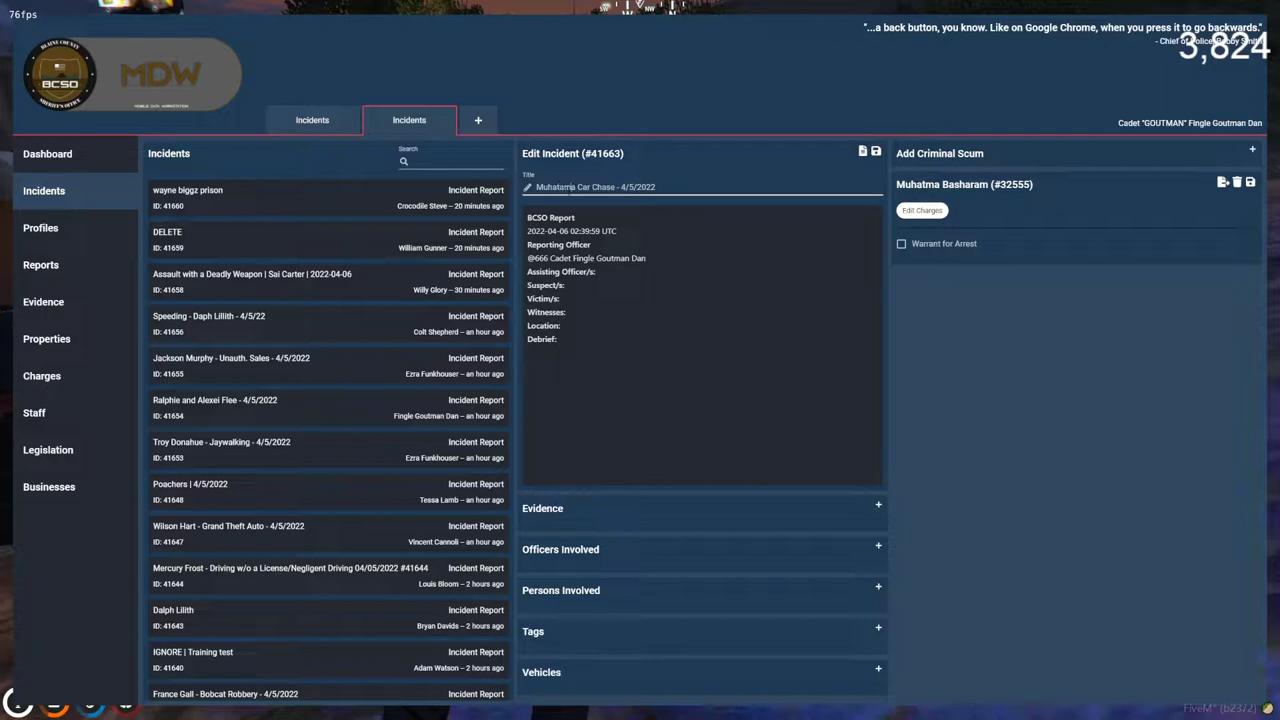 76fps
"...a back button, you know. Like on Google Chrome, when you press it to go backwards."
- Chief of Police Bobby Smith
3,824
BLAINE COUNTY
BCSO
SHERIFF'S OFFICE
MDW
MOBILE DATA WORKSTATION
Incidents
Incidents
+
Cadet "GOUTMAN" Fingle Goutman Dan
Dashboard
Incidents
Profiles
Reports
Evidence
Properties
Charges
Staff
Legislation
Businesses
Incidents
Search
wayne biggz prison Incident Report
ID: 41660 Crocodile Steve – 20 minutes ago
DELETE Incident Report
ID: 41659 William Gunner – 20 minutes ago
Assault with a Deadly Weapon | Sai Carter | 2022-04-06 Incident Report
ID: 41658 Willy Glory – 30 minutes ago
Speeding - Daph Lillith - 4/5/22 Incident Report
ID: 41656 Colt Shepherd – an hour ago
Jackson Murphy - Unauth. Sales - 4/5/2022 Incident Report
ID: 41655 Ezra Funkhouser – an hour ago
Ralphie and Alexei Flee - 4/5/2022 Incident Report
ID: 41654 Fingle Goutman Dan – an hour ago
Troy Donahue - Jaywalking - 4/5/2022 Incident Report
ID: 41653 Ezra Funkhouser – an hour ago
Poachers | 4/5/2022 Incident Report
ID: 41648 Tessa Lamb – an hour ago
Wilson Hart - Grand Theft Auto - 4/5/2022 Incident Report
ID: 41647 Vincent Cannoli – an hour ago
Mercury Frost - Driving w/o a License/Negligent Driving 04/05/2022 #41644 Incident Report
ID: 41644 Louis Bloom – 2 hours ago
Dalph Lilith Incident Report
ID: 41643 Bryan Davids – 2 hours ago
IGNORE | Training test Incident Report
ID: 41640 Adam Watson – 2 hours ago
France Gall - Bobcat Robbery - 4/5/2022 Incident Report
Edit Incident (#41663)
Title
Muhatama Car Chase - 4/5/2022
BCSO Report
2022-04-06 02:39:59 UTC
Reporting Officer
@666 Cadet Fingle Goutman Dan
Assisting Officer/s:
Suspect/s:
Victim/s:
Witnesses:
Location:
Debrief:
Evidence +
Officers Involved +
Persons Involved +
Tags +
Vehicles +
Add Criminal Scum +
Muhatma Basharam (#32555)
Edit Charges
Warrant for Arrest
FiveM* (b2372)